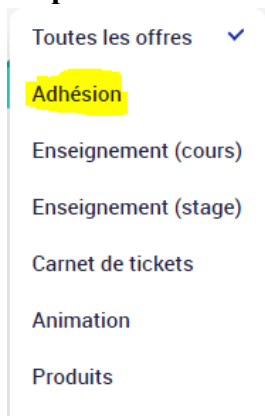 Toutes les offres
Adhésion
Enseignement (cours)
Enseignement (stage)
Carnet de tickets
Animation
Produits